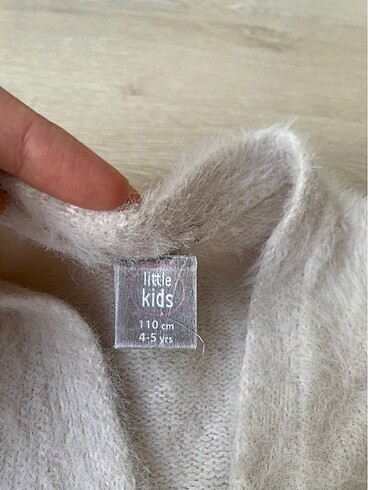 little
kids
110 cm
4-5 yrs